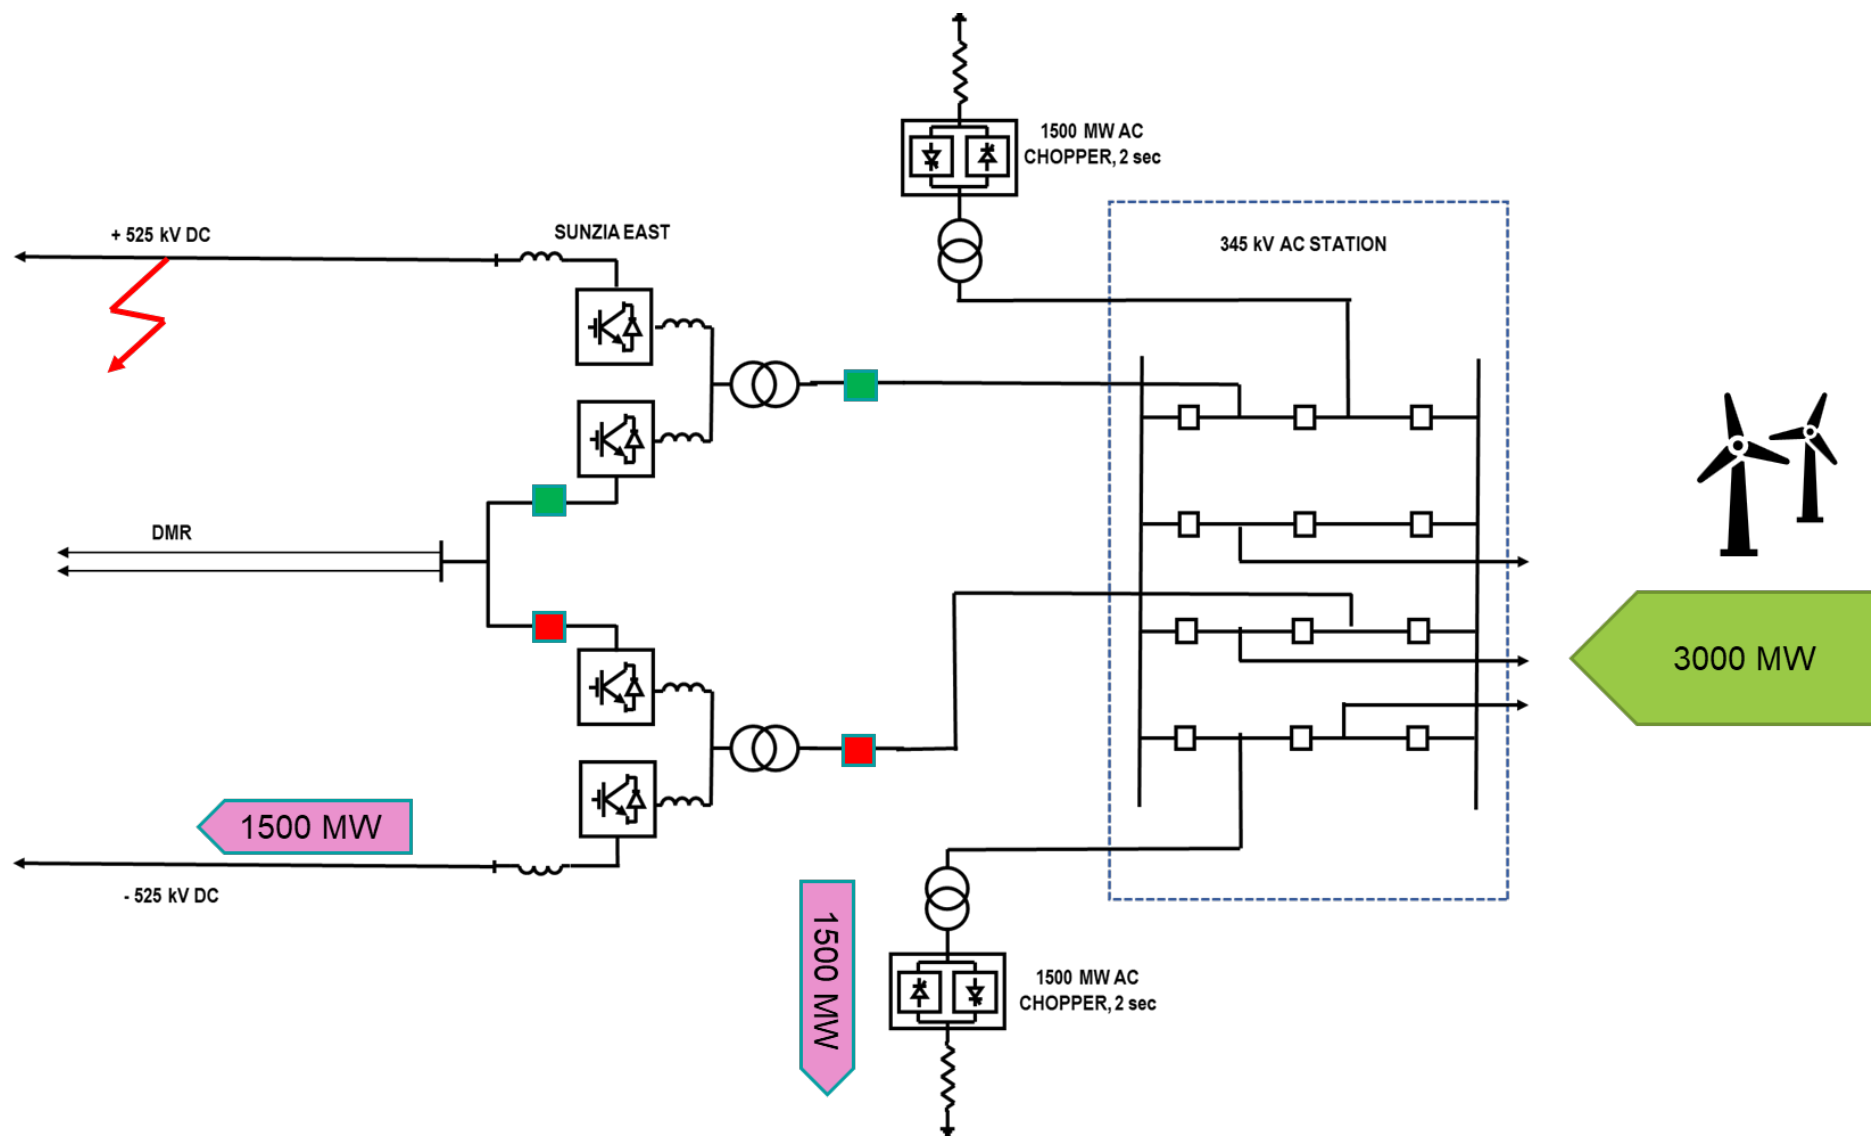 1500 MW AC
CHOPPER, 2 sec
+ 525 kV DC
SUNZIA EAST
345 kV AC STATION
DMR
3000 MW
1500 MW
- 525 kV DC
1500 MW
1500 MW AC
CHOPPER, 2 sec